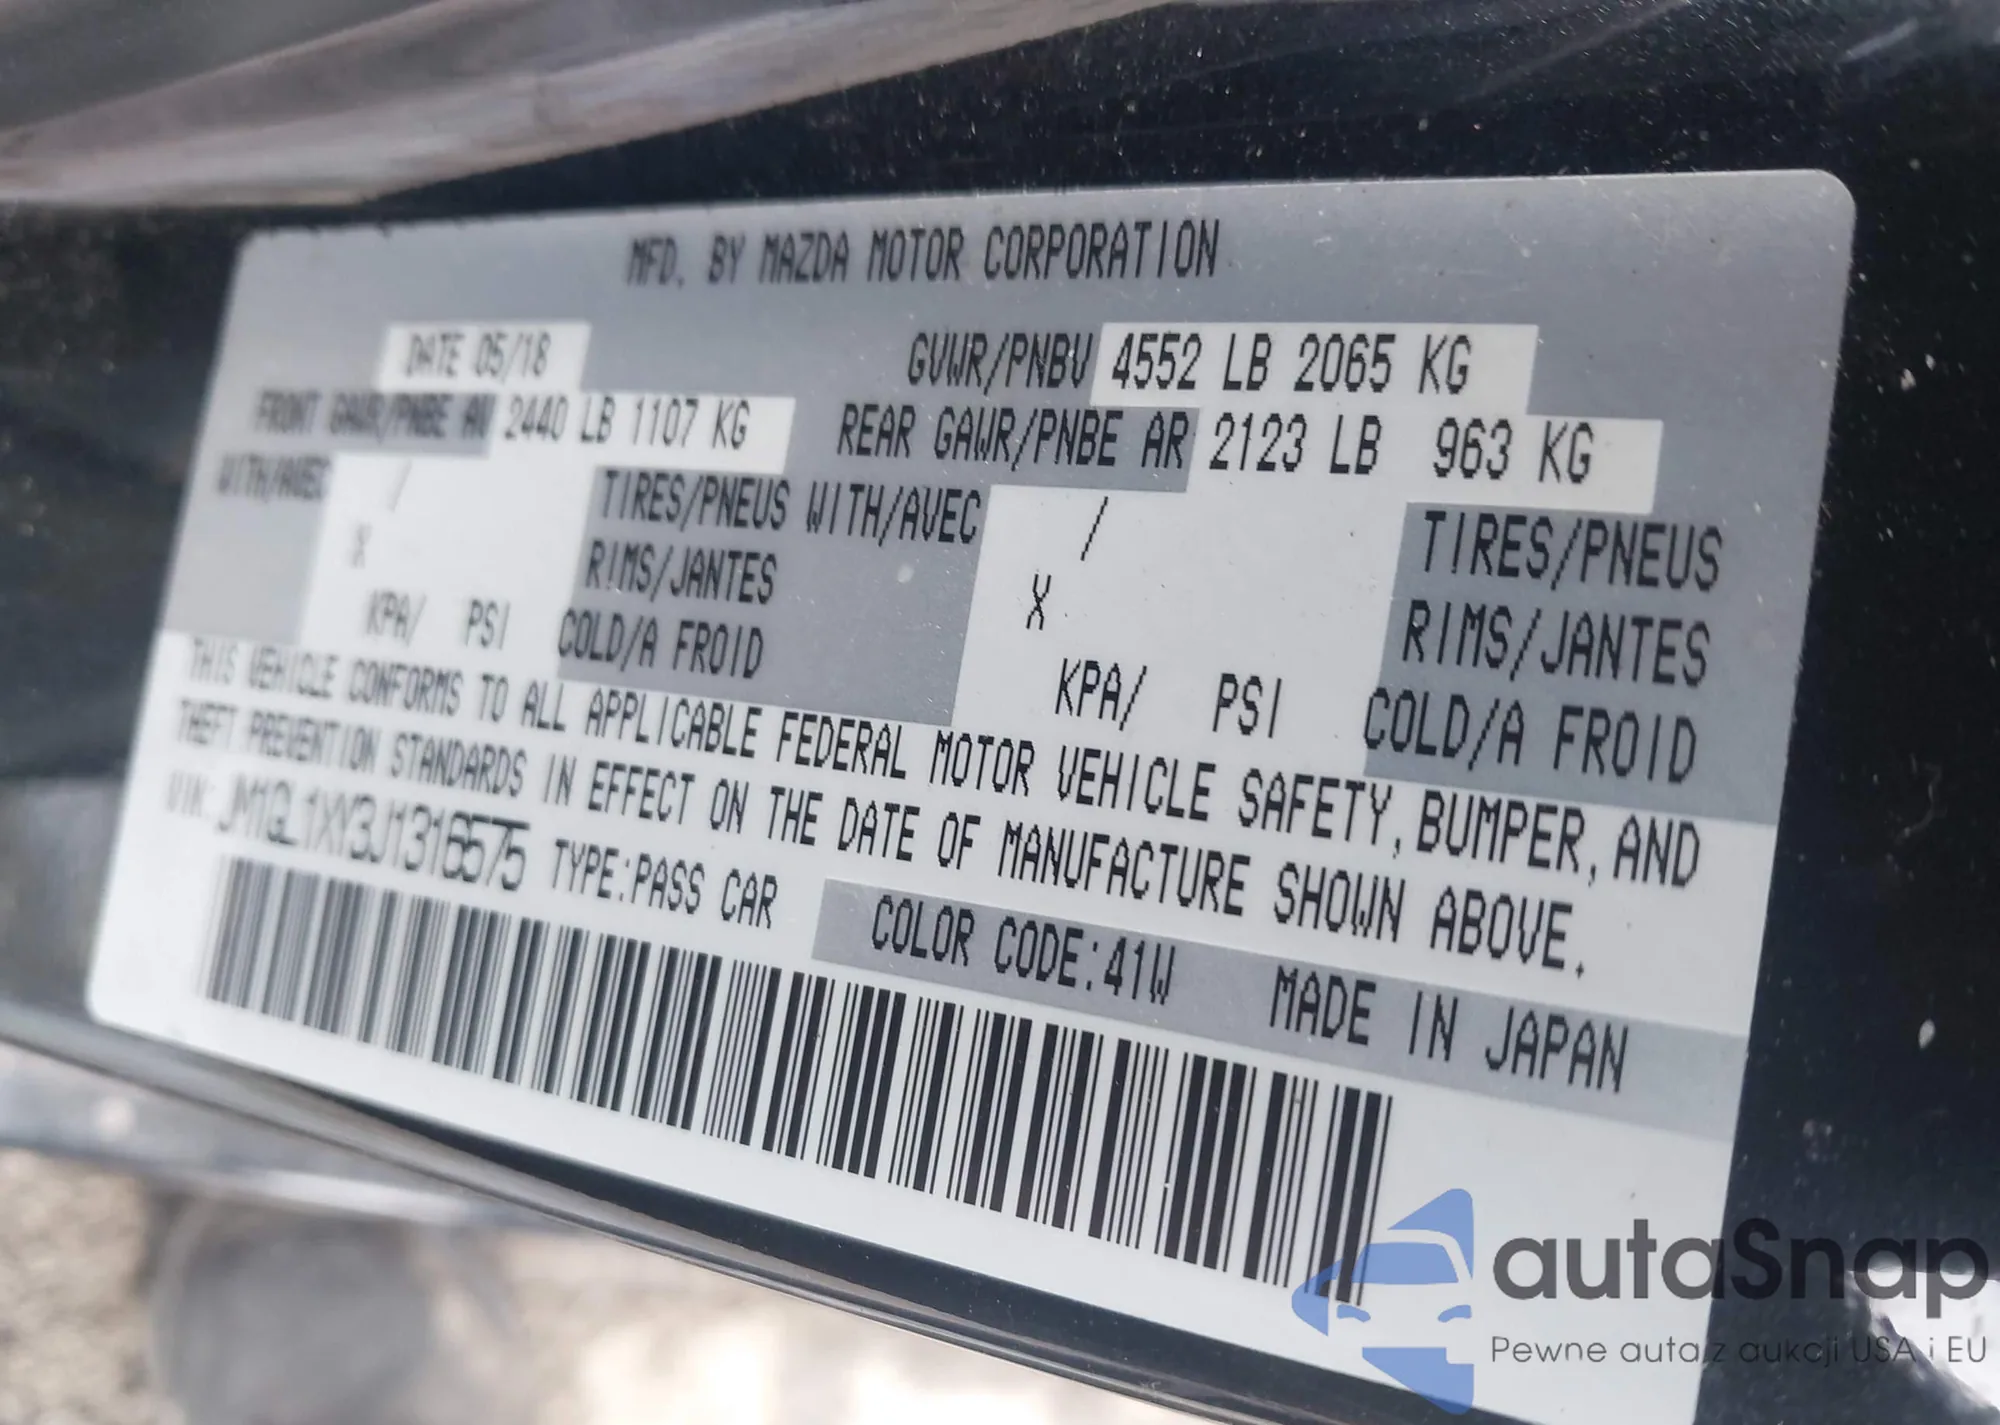 MFD. BY MAZDA MOTOR CORPORATION
DATE 05/18 GVWR/PNBV 4552 LB 2065 KG
FRONT GAWR/PNBE AV 2440 LB 1107 KG REAR GAWR/PNBE AR 2123 LB 963 KG
WITH/AVEC / TIRES/PNEUS WITH/AVEC / TIRES/PNEUS
X RIMS/JANTES X RIMS/JANTES
KPA/ PSI COLD/A FROID KPA/ PSI COLD/A FROID
THIS VEHICLE CONFORMS TO ALL APPLICABLE FEDERAL MOTOR VEHICLE SAFETY, BUMPER, AND
THEFT PREVENTION STANDARDS IN EFFECT ON THE DATE OF MANUFACTURE SHOWN ABOVE.
VIN: JM1GL1XY3J1316575 TYPE:PASS CAR COLOR CODE:41W MADE IN JAPAN
autaSnap
Pewne auta z aukcji USA i EU